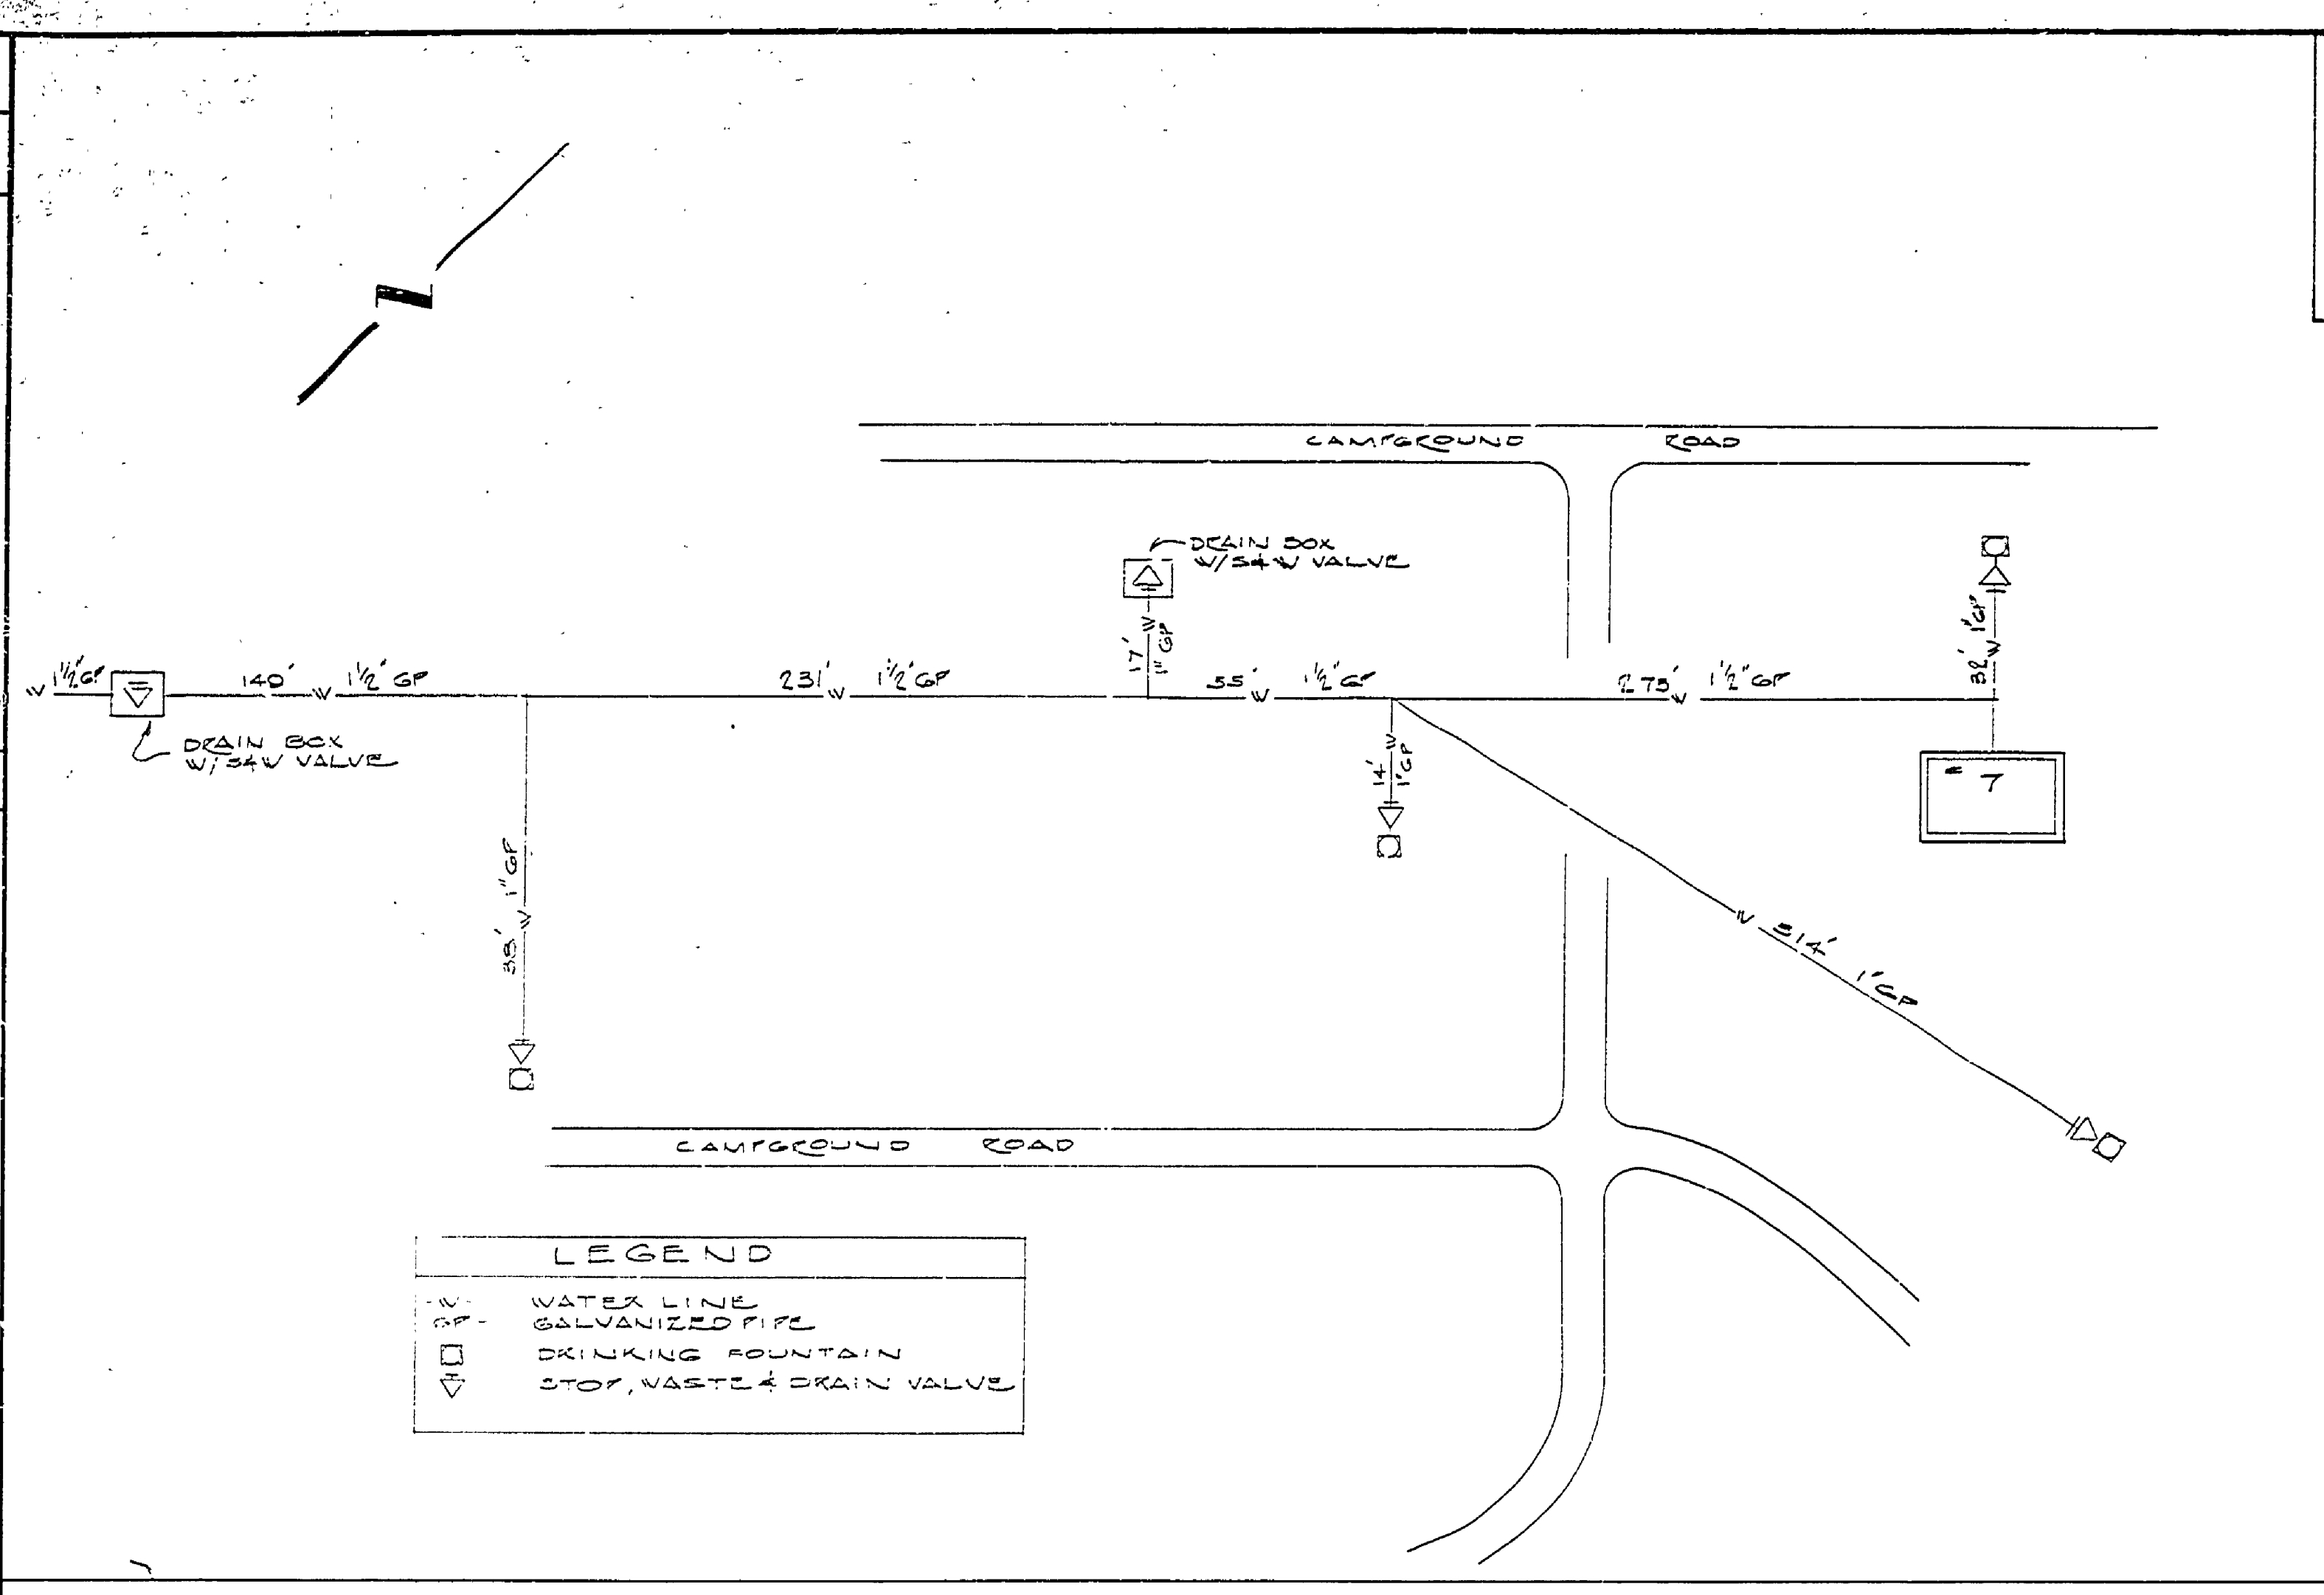 N
CAMPGROUND ROAD
DRAIN BOX
W/S&W VALVE
W 1½" GP
140' W 1½" GP
231' W 1½" GP
17' W 1" GP
55' W 1½" GP
275' W 1½" GP
32' W 1" GP
DRAIN BOX
W/S&W VALVE
14' W 1" GP
7
38' W 1" GP
W 314' 1" GP
CAMPGROUND ROAD
LEGEND
-W- WATER LINE
GP- GALVANIZED PIPE
DRINKING FOUNTAIN
STOP, WASTE & DRAIN VALVE